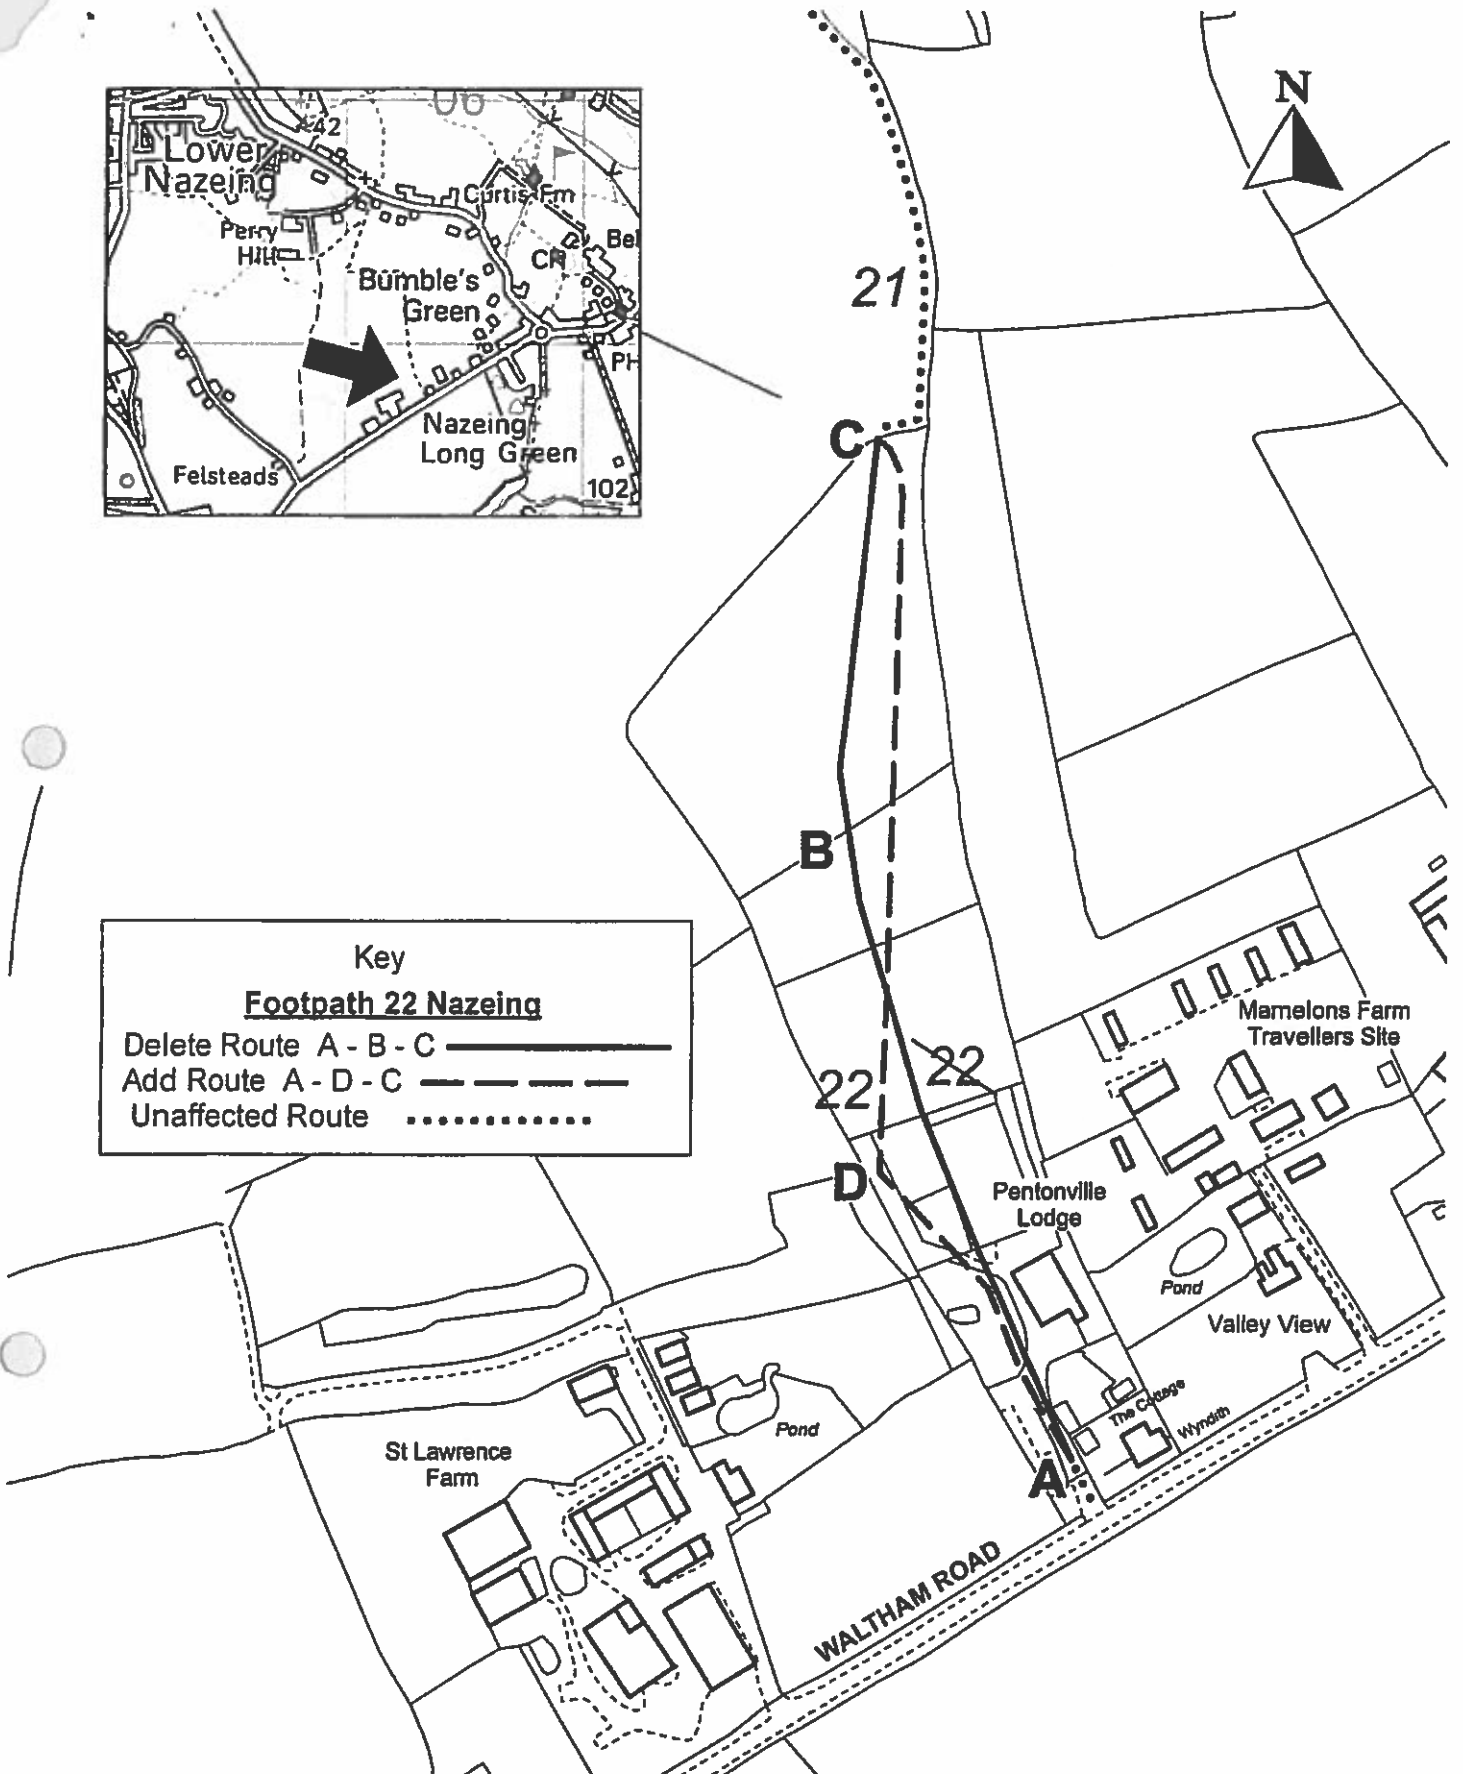 N
06
42
Lower
Nazeing
Curtis Fm
Perry
Hill
Bumble's
Green
Nazeing
Long Green
Felsteads
PH
102
21
C
B
Key
Footpath 22 Nazeing
Delete Route A - B - C
Add Route A - D - C
Unaffected Route
Mamelons Farm
Travellers Site
22
22
D
Pentonville
Lodge
Pond
Valley View
The Cottage
Wyndith
Pond
St Lawrence
Farm
A
WALTHAM ROAD